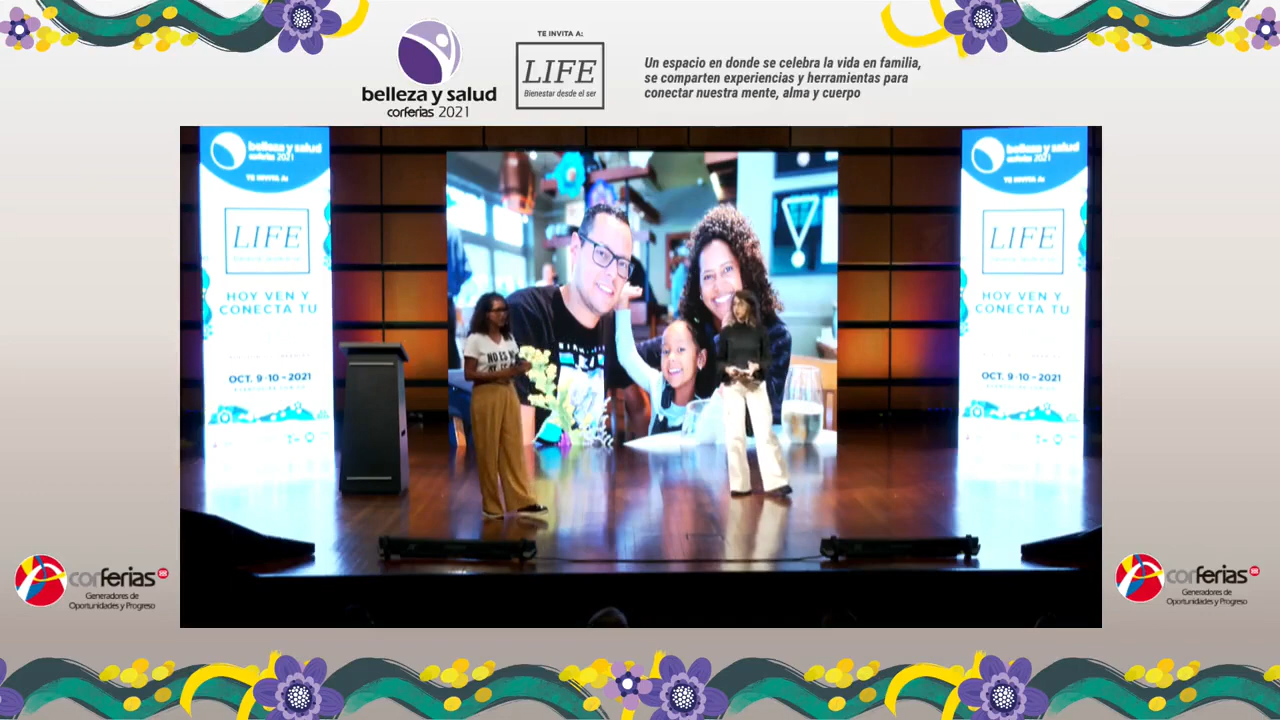 TE INVITA A:
LIFE
Bienestar desde el ser
belleza y salud
corferias 2021
Un espacio en donde se celebra la vida en familia,
se comparten experiencias y herramientas para
conectar nuestra mente, alma y cuerpo
belleza y salud
corferias 2021
TE INVITA A:
LIFE
HOY VEN Y
CONECTA TU
OCT. 9-10-2021
belleza y salud
corferias 2021
TE INVITA A:
LIFE
HOY VEN Y
CONECTA TU
OCT. 9-10-2021
NO ES
corferias
Generadores de
Oportunidades y Progreso
corferias
Generadores de
Oportunidades y Progreso